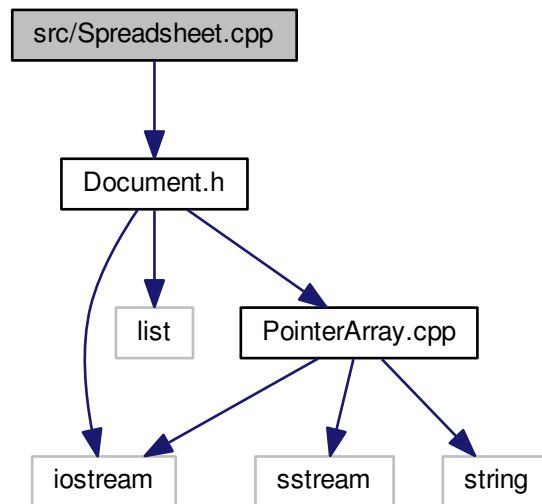 src/Spreadsheet.cpp
Document.h
list
PointerArray.cpp
iostream
sstream
string